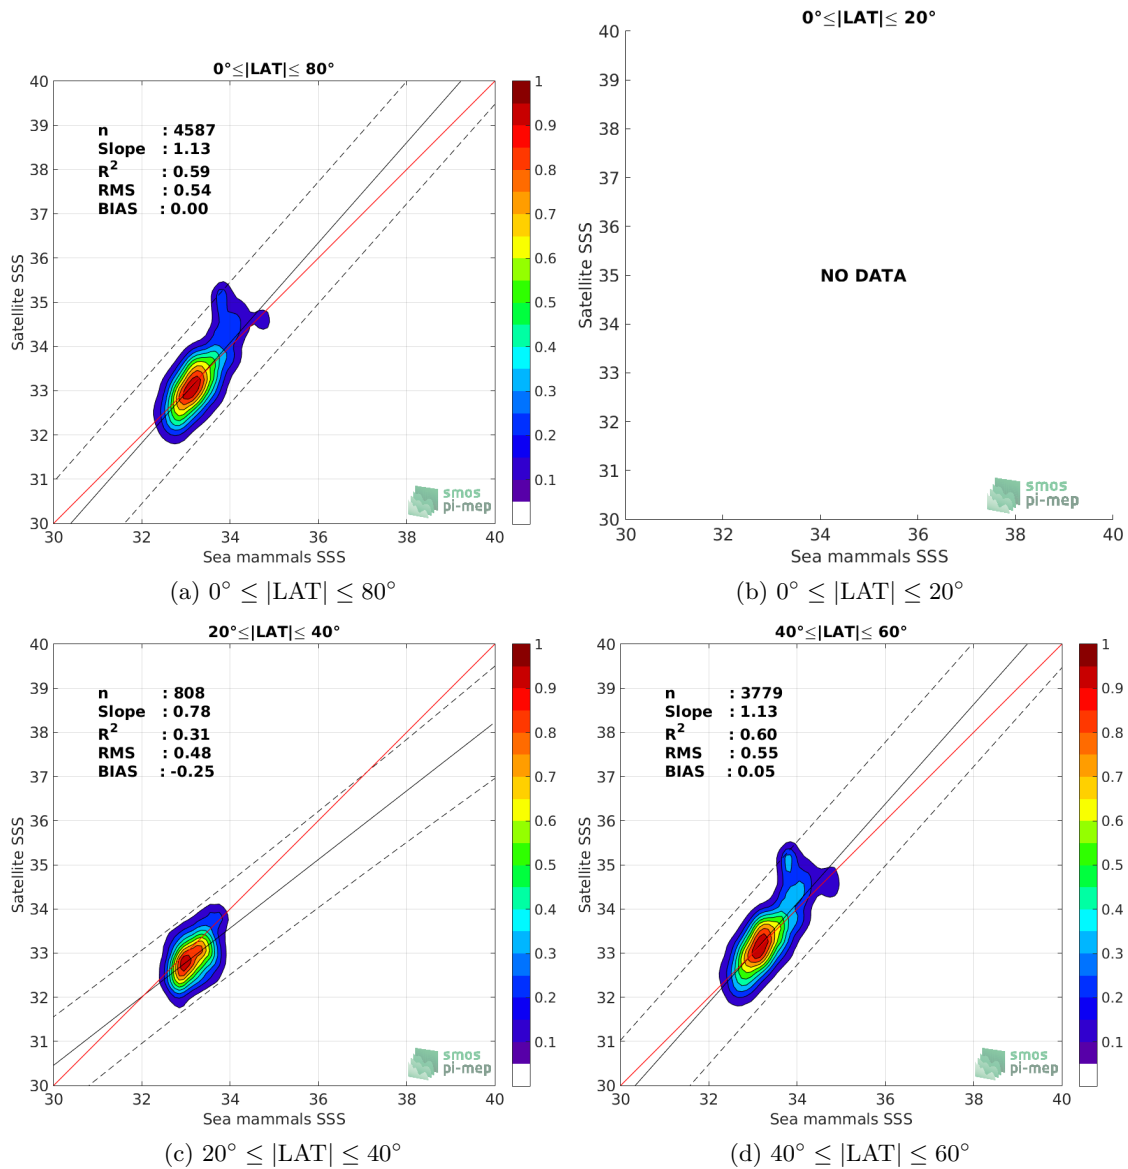 0°≤|LAT|≤ 80°
n : 4587
Slope : 1.13
R2 : 0.59
RMS : 0.54
BIAS : 0.00
40
39
38
37
36
35
34
33
32
31
30
30 32 34 36 38 40
Satellite SSS
Sea mammals SSS
1
0.9
0.8
0.7
0.6
0.5
0.4
0.3
0.2
0.1
smos
pi-mep
(a) 0° ≤ |LAT| ≤ 80°
0°≤|LAT|≤ 20°
40
39
38
37
36
35
34
33
32
31
30
30 32 34 36 38 40
Satellite SSS
NO DATA
Sea mammals SSS
smos
pi-mep
(b) 0° ≤ |LAT| ≤ 20°
20°≤|LAT|≤ 40°
n : 808
Slope : 0.78
R2 : 0.31
RMS : 0.48
BIAS : -0.25
40
39
38
37
36
35
34
33
32
31
30
30 32 34 36 38 40
Satellite SSS
Sea mammals SSS
1
0.9
0.8
0.7
0.6
0.5
0.4
0.3
0.2
0.1
smos
pi-mep
(c) 20° ≤ |LAT| ≤ 40°
40°≤|LAT|≤ 60°
n : 3779
Slope : 1.13
R2 : 0.60
RMS : 0.55
BIAS : 0.05
40
39
38
37
36
35
34
33
32
31
30
30 32 34 36 38 40
Satellite SSS
Sea mammals SSS
1
0.9
0.8
0.7
0.6
0.5
0.4
0.3
0.2
0.1
smos
pi-mep
(d) 40° ≤ |LAT| ≤ 60°